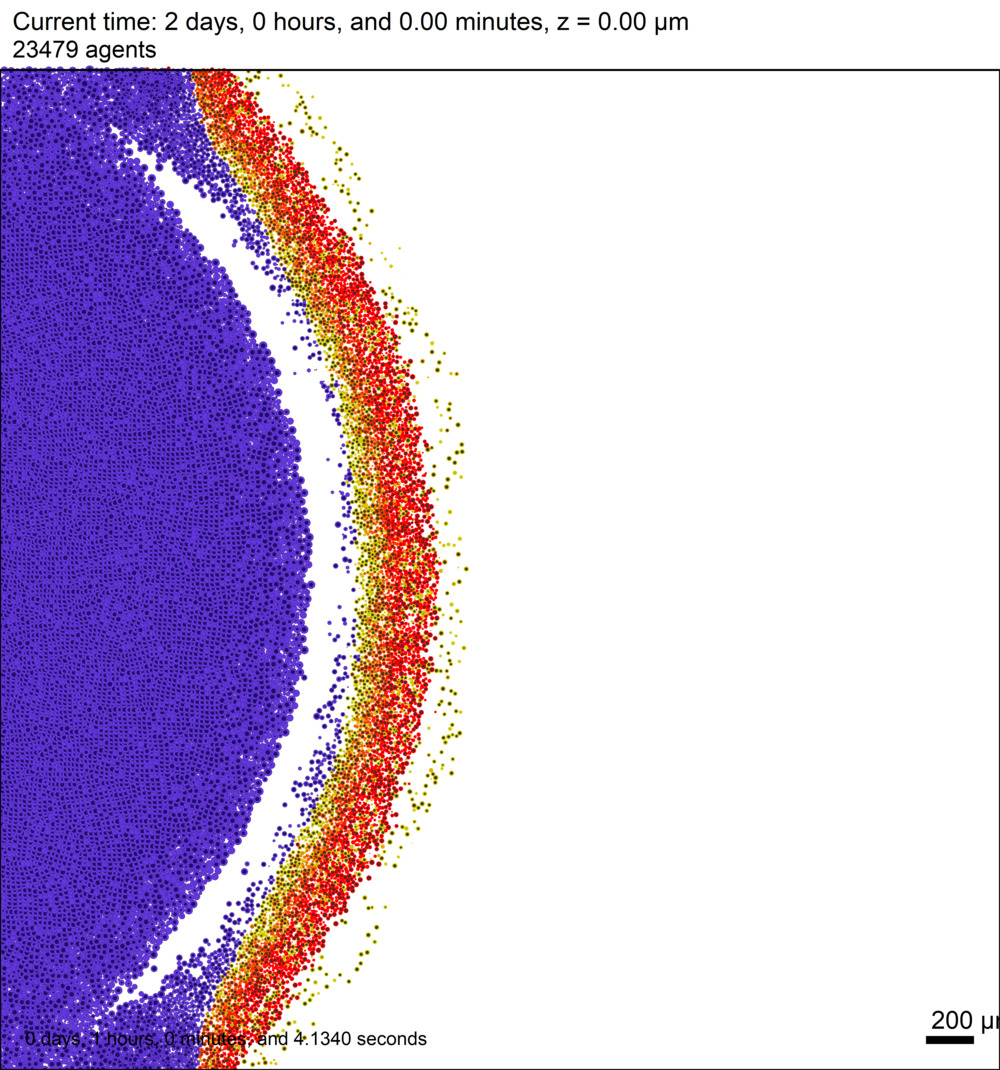 Current time: 2 days, 0 hours, and 0.00 minutes, z = 0.00 μm
23479 agents
200 μ
0 days, 1 hours, 0 minutes, and 4.1340 seconds